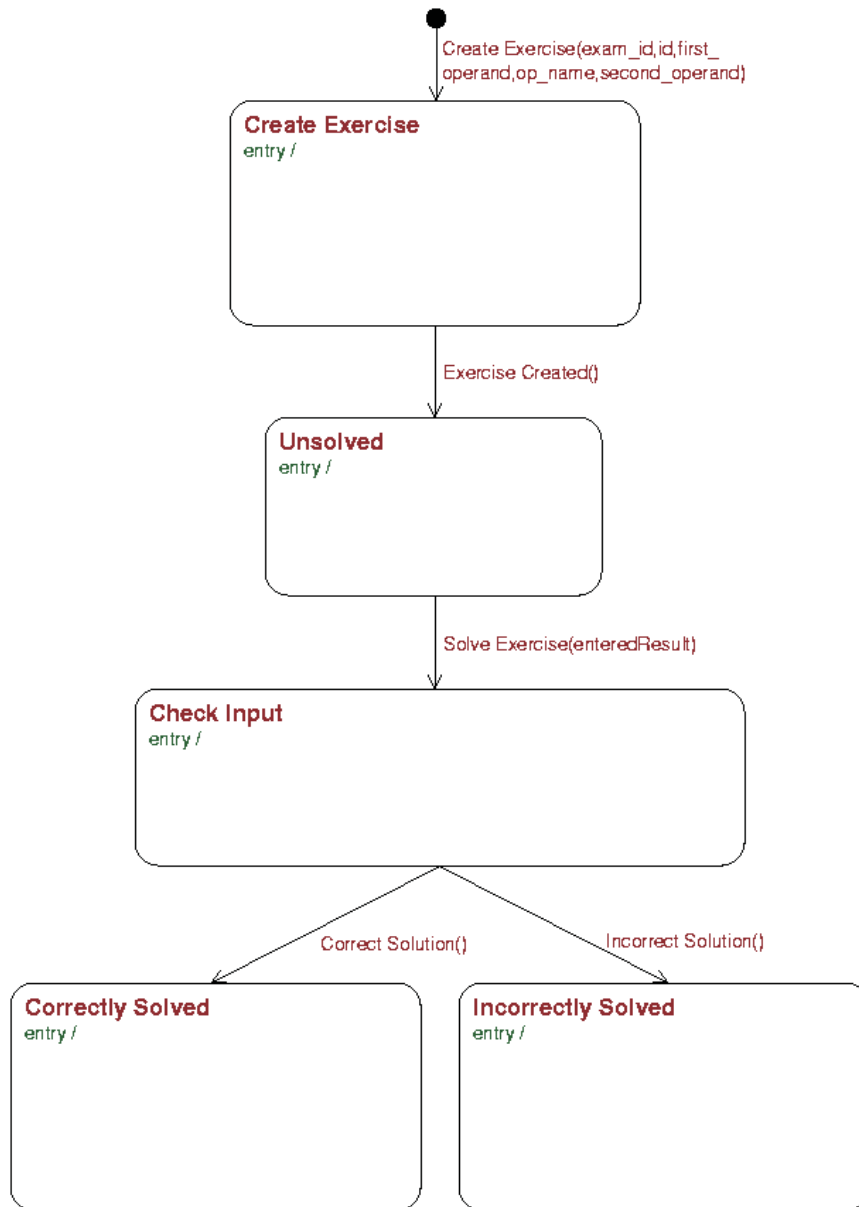 Create Exercise(exam_id,id,first_
operand,op_name,second_operand)
Create Exercise
entry /
Exercise Created()
Unsolved
entry /
Solve Exercise(enteredResult)
Check Input
entry /
Correct Solution()
Incorrect Solution()
Correctly Solved
entry /
Incorrectly Solved
entry /